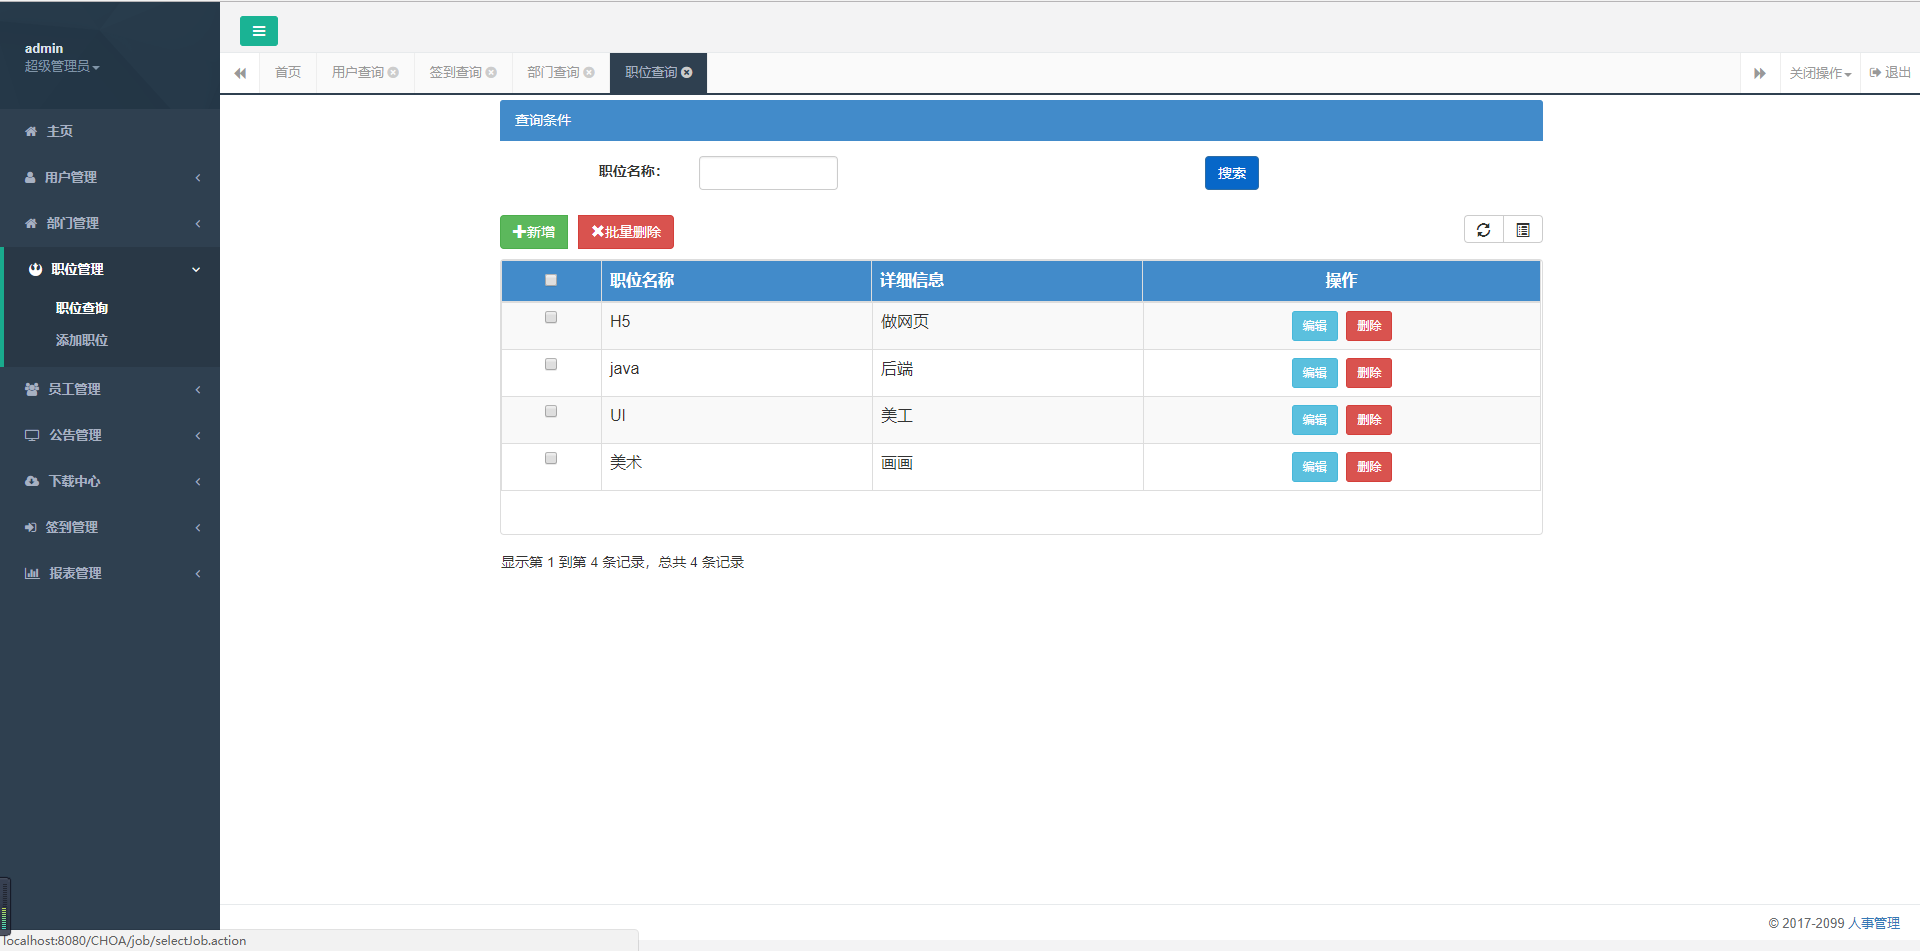 admin
超级管理员
主页
用户管理
部门管理
职位管理
职位查询
添加职位
员工管理
公告管理
下载中心
签到管理
报表管理
首页 用户查询 签到查询 部门查询 职位查询 关闭操作 退出
查询条件
职位名称： 搜索
新增 批量删除
职位名称 详细信息 操作
H5 做网页 编辑 删除
java 后端 编辑 删除
UI 美工 编辑 删除
美术 画画 编辑 删除
显示第 1 到第 4 条记录，总共 4 条记录
© 2017-2099 人事管理
localhost:8080/CHOA/job/selectJob.action